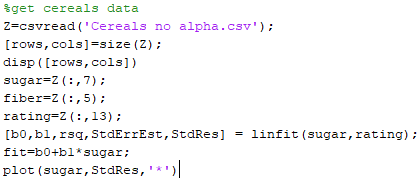 %get cereals data
Z=csvread('Cereals no alpha.csv');
[rows,cols]=size(Z);
disp([rows,cols])
sugar=Z(:,7);
fiber=Z(:,5);
rating=Z(:,13);
[b0,b1,rsq,StdErrEst,StdRes] = linfit(sugar,rating);
fit=b0+b1*sugar;
plot(sugar,StdRes,'*')